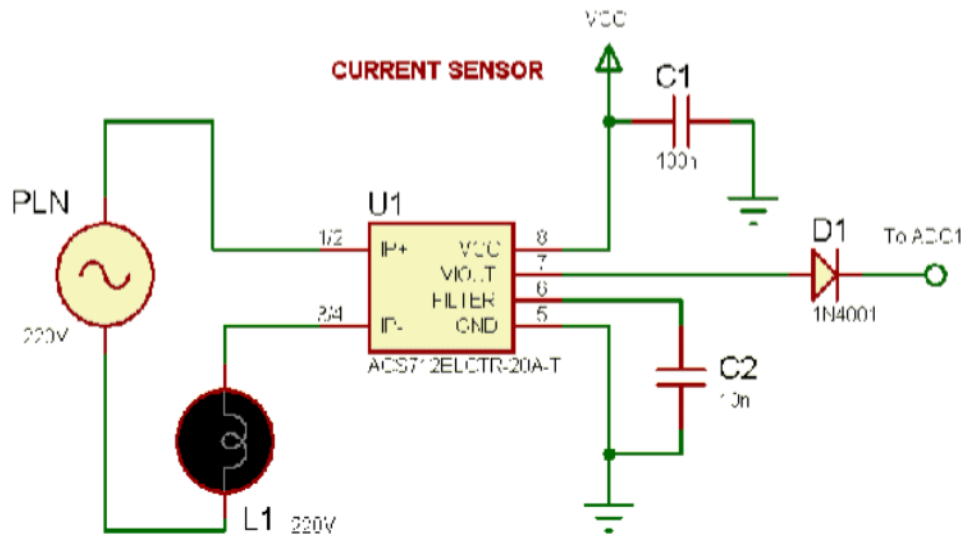 VCC
CURRENT SENSOR
C1
100n
PLN
U1
1/2
IP+
VCC
8
D1
To ADC1
VIOUT
7
FILTER
6
1N4001
3/4
IP-
GND
5
220V
ACS712ELCTR-20A-T
C2
10n
L1
220V